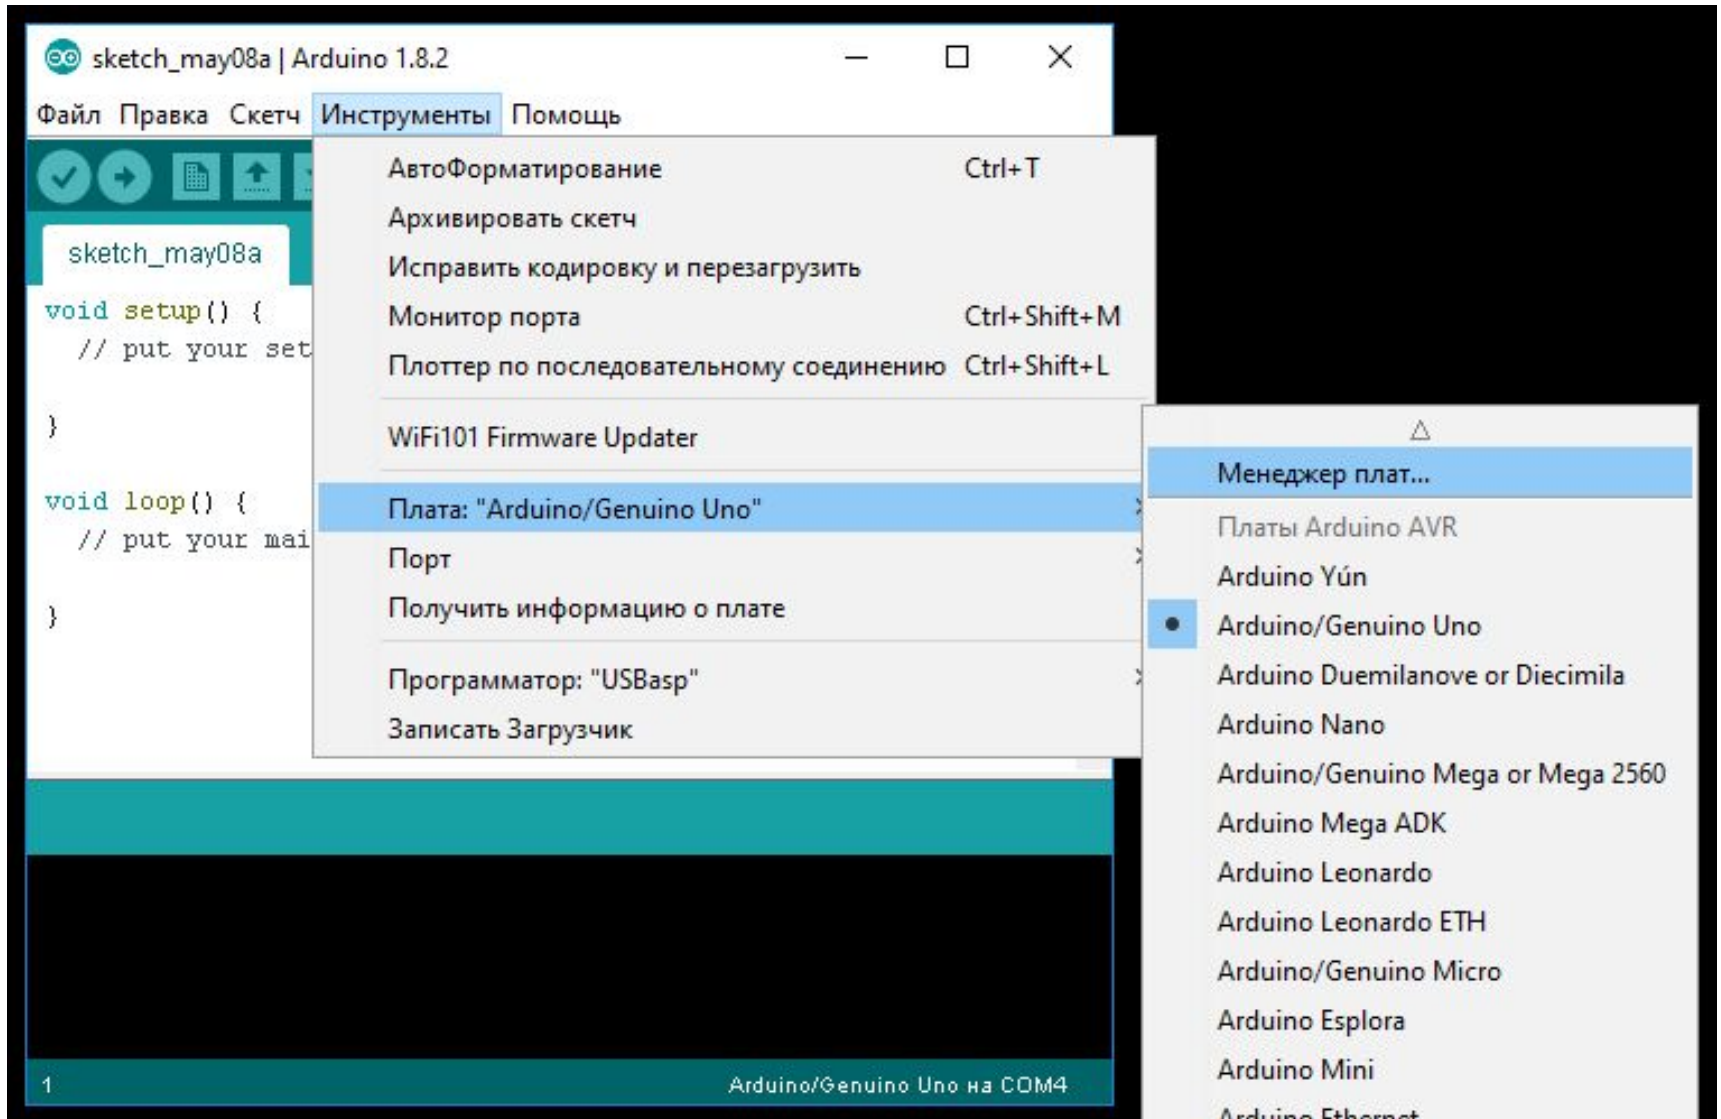 sketch_may08a | Arduino 1.8.2
Файл Правка Скетч Инструменты Помощь
АвтоФорматирование Ctrl+T
Архивировать скетч
Исправить кодировку и перезагрузить
Монитор порта Ctrl+Shift+M
Плоттер по последовательному соединению Ctrl+Shift+L
WiFi101 Firmware Updater
Плата: "Arduino/Genuino Uno"
Порт
Получить информацию о плате
Программатор: "USBasp"
Записать Загрузчик
sketch_may08a
void setup() {
// put your set
}
void loop() {
// put your mai
}
Менеджер плат...
Платы Arduino AVR
Arduino Yún
Arduino/Genuino Uno
Arduino Duemilanove or Diecimila
Arduino Nano
Arduino/Genuino Mega or Mega 2560
Arduino Mega ADK
Arduino Leonardo
Arduino Leonardo ETH
Arduino/Genuino Micro
Arduino Esplora
Arduino Mini
Arduino Ethernet
1 Arduino/Genuino Uno на COM4